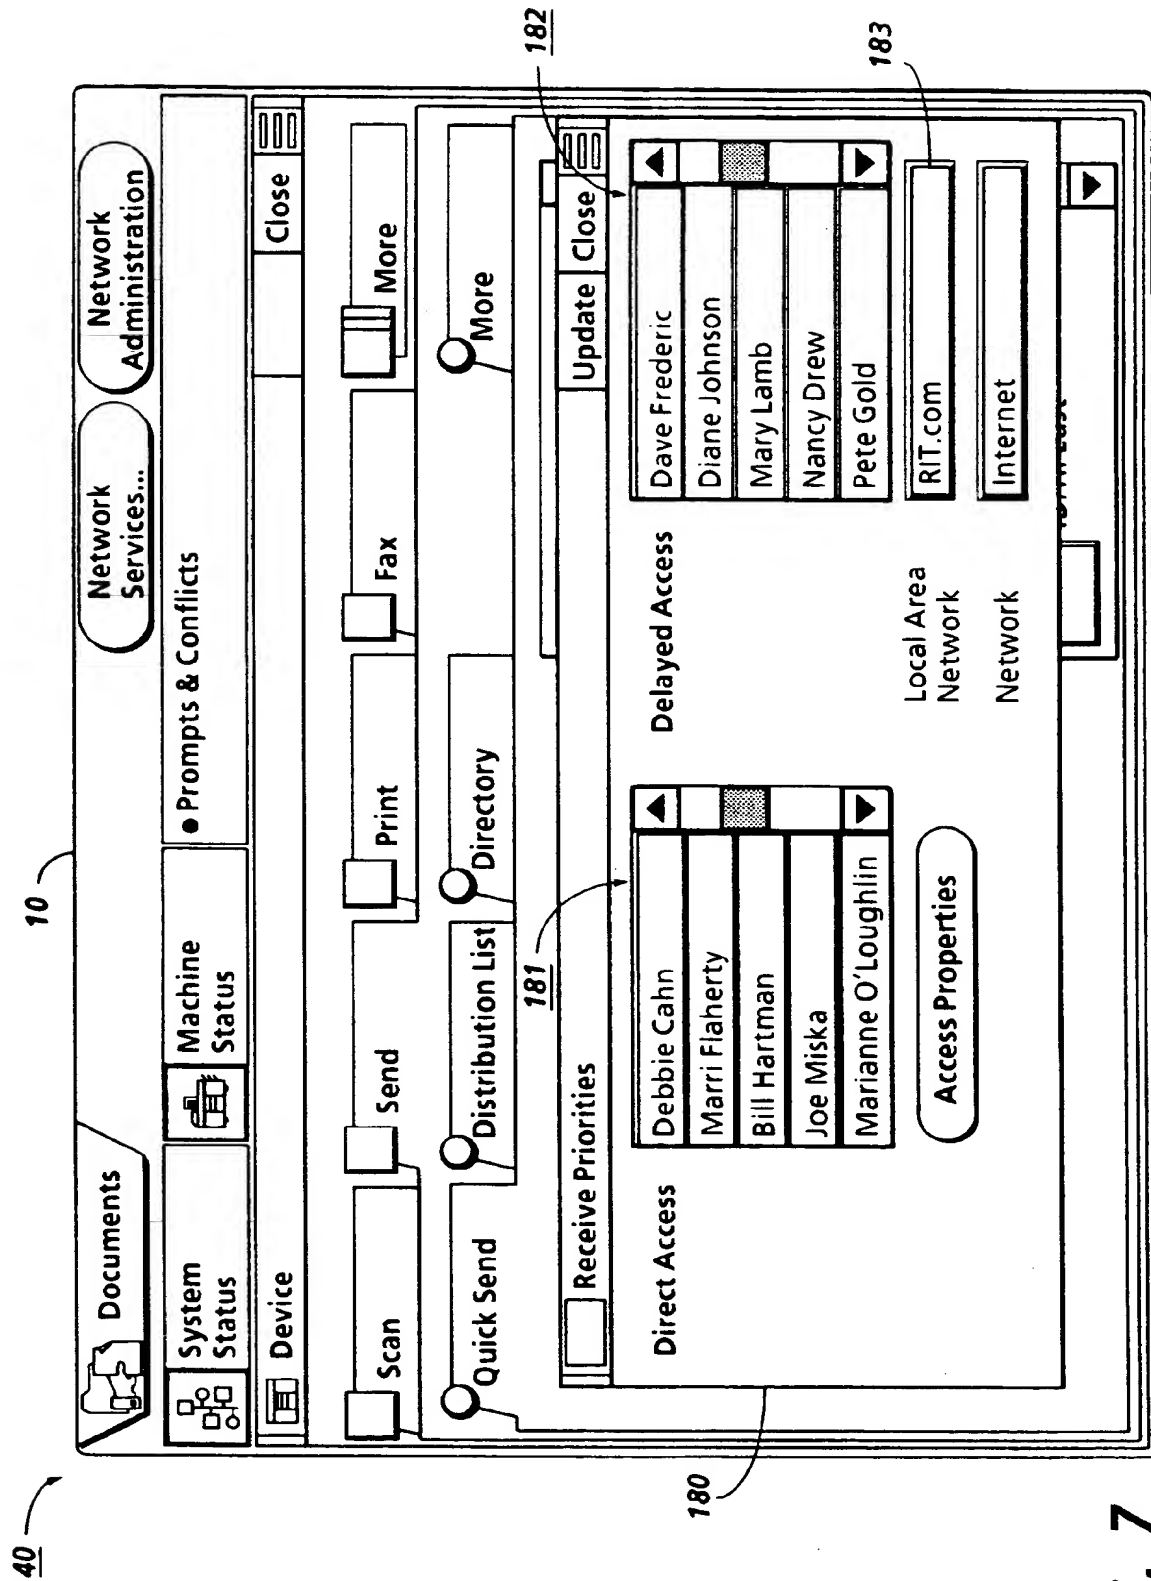 40
10
Documents
Network
Services...
Network
Administration
System
Status
Machine
Status
● Prompts & Conflicts
Device
Close
Scan
Send
Print
Fax
More
Quick Send
Distribution List
Directory
More
181
182
Receive Priorities
Update
Close
Direct Access
Debbie Cahn
Marri Flaherty
Bill Hartman
Joe Miska
Marianne O'Loughlin
Access Properties
Delayed Access
Dave Frederic
Diane Johnson
Mary Lamb
Nancy Drew
Pete Gold
Local Area
Network
RIT.com
183
Network
Internet
180
7